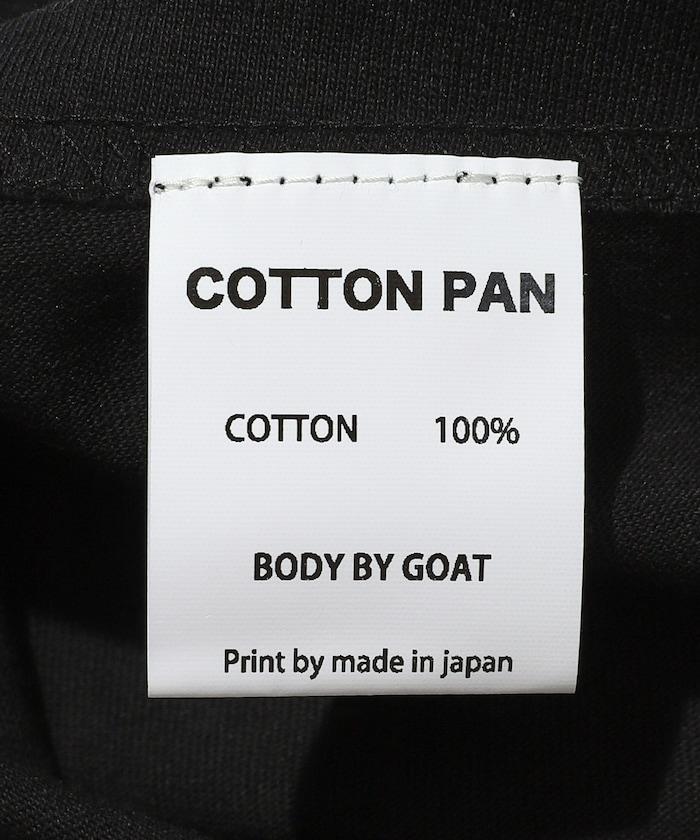 COTTON PAN
COTTON 100%
BODY BY GOAT
Print by made in japan